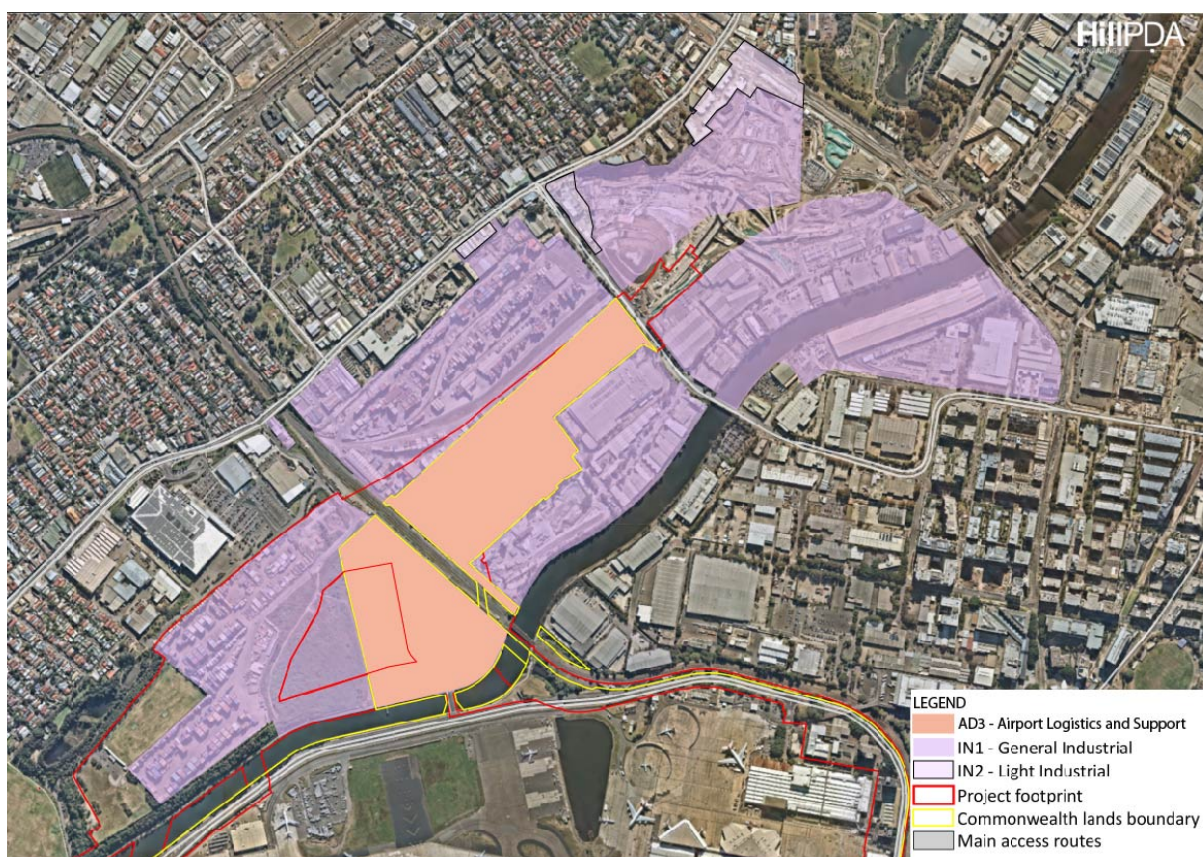 HillPDA
CONSULTING
LEGEND
AD3 - Airport Logistics and Support
IN1 - General Industrial
IN2 - Light Industrial
Project footprint
Commonwealth lands boundary
Main access routes